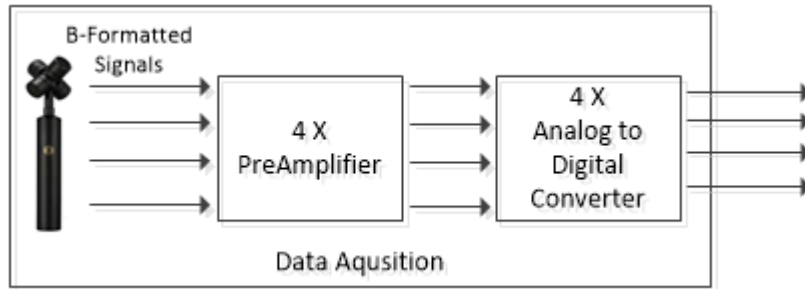 B-Formatted
Signals
4 X
PreAmplifier
4 X
Analog to
Digital
Converter
Data Aqusition